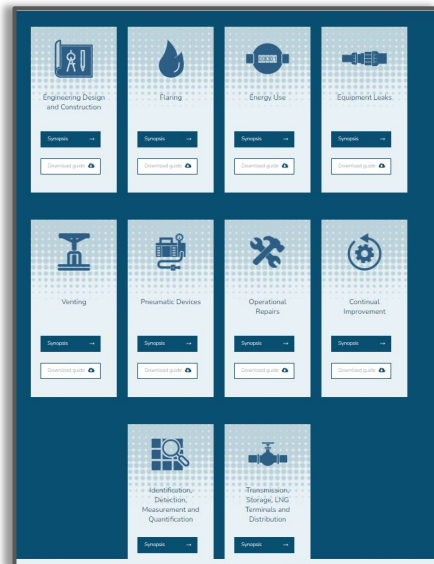 Engineering Design
and Construction
Synopsis →
Download guide
Flaring
Synopsis →
Download guide
Energy Use
Synopsis →
Download guide
Equipment Leaks
Synopsis →
Download guide
Venting
Synopsis →
Download guide
Pneumatic Devices
Synopsis →
Download guide
Operational
Repairs
Synopsis →
Download guide
Continual
Improvement
Synopsis →
Download guide
Identification,
Detection,
Measurement and
Quantification
Synopsis →
Transmission,
Storage, LNG
Terminals and
Distribution
Synopsis →